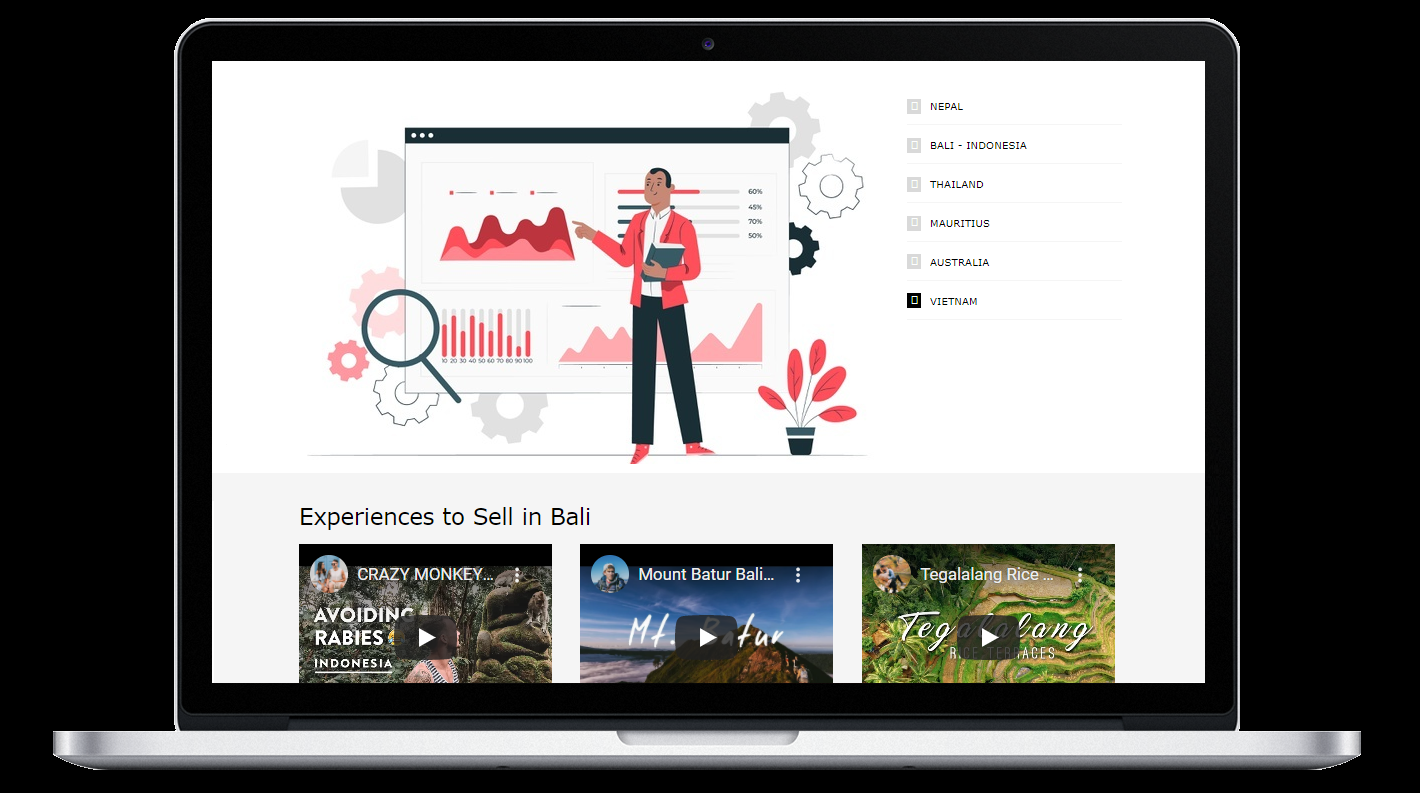 60%
45%
70%
50%
10 20 30 40 50 60 70 80 90 100
NEPAL
BALI - INDONESIA
THAILAND
MAURITIUS
AUSTRALIA
VIETNAM
Experiences to Sell in Bali
CRAZY MONKEY...
AVOIDING
RABIES
INDONESIA
Mount Batur Bali...
Mt. Batur
Tegalalang Rice ...
Tegalalang
RICE TERRACES